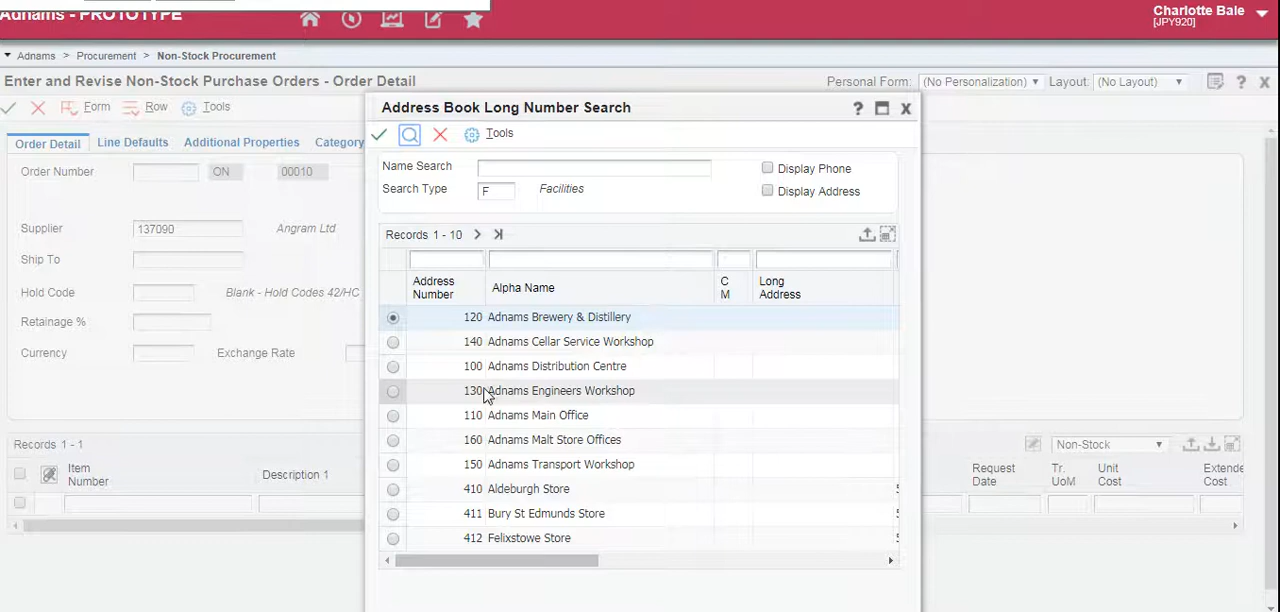 Adnams - PROTOTYPE
Charlotte Bale
[JPY920]
Adnams > Procurement > Non-Stock Procurement
Enter and Revise Non-Stock Purchase Orders - Order Detail
Personal Form: (No Personalization) Layout: (No Layout)
Form Row Tools
Order Detail Line Defaults Additional Properties Category
Order Number ON 00010
Supplier 137090 Angram Ltd
Ship To
Hold Code Blank - Hold Codes 42/HC
Retainage %
Currency Exchange Rate
Address Book Long Number Search
Tools
Name Search Display Phone
Search Type F Facilities Display Address
Records 1 - 10
Address Number Alpha Name C M Long Address
120 Adnams Brewery & Distillery
140 Adnams Cellar Service Workshop
100 Adnams Distribution Centre
130 Adnams Engineers Workshop
110 Adnams Main Office
160 Adnams Malt Store Offices
150 Adnams Transport Workshop
410 Aldeburgh Store 5
411 Bury St Edmunds Store 5
412 Felixstowe Store 5
Records 1 - 1 Non-Stock
Item Number Description 1 Request Date Tr. UoM Unit Cost Extende Cost